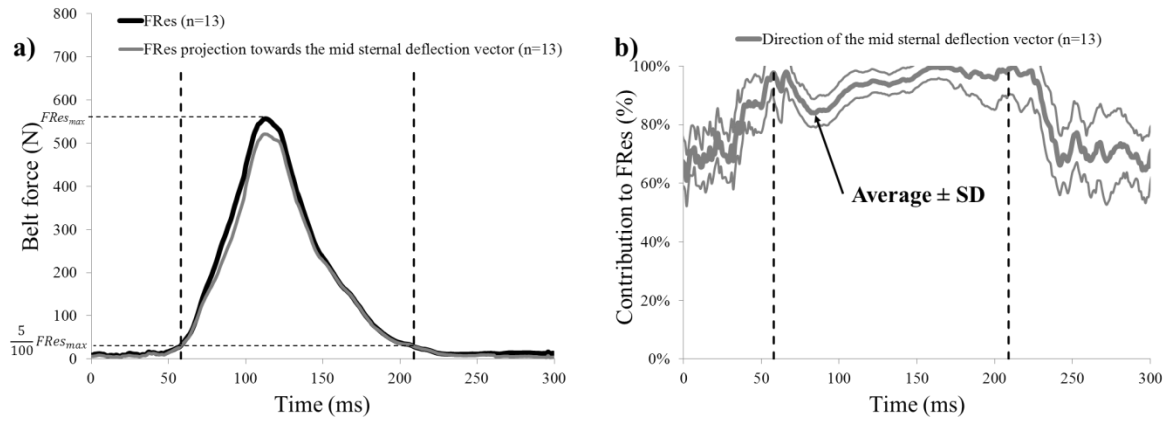 a)
FRes (n=13)
FRes projection towards the mid sternal deflection vector (n=13)
Belt force (N)
800
700
600
500
400
300
200
100
0
FRes_max
5/100 FRes_max
0 50 100 150 200 250 300
Time (ms)
b)
Direction of the mid sternal deflection vector (n=13)
Contribution to FRes (%)
100%
80%
60%
40%
20%
0%
Average ± SD
0 50 100 150 200 250 300
Time (ms)